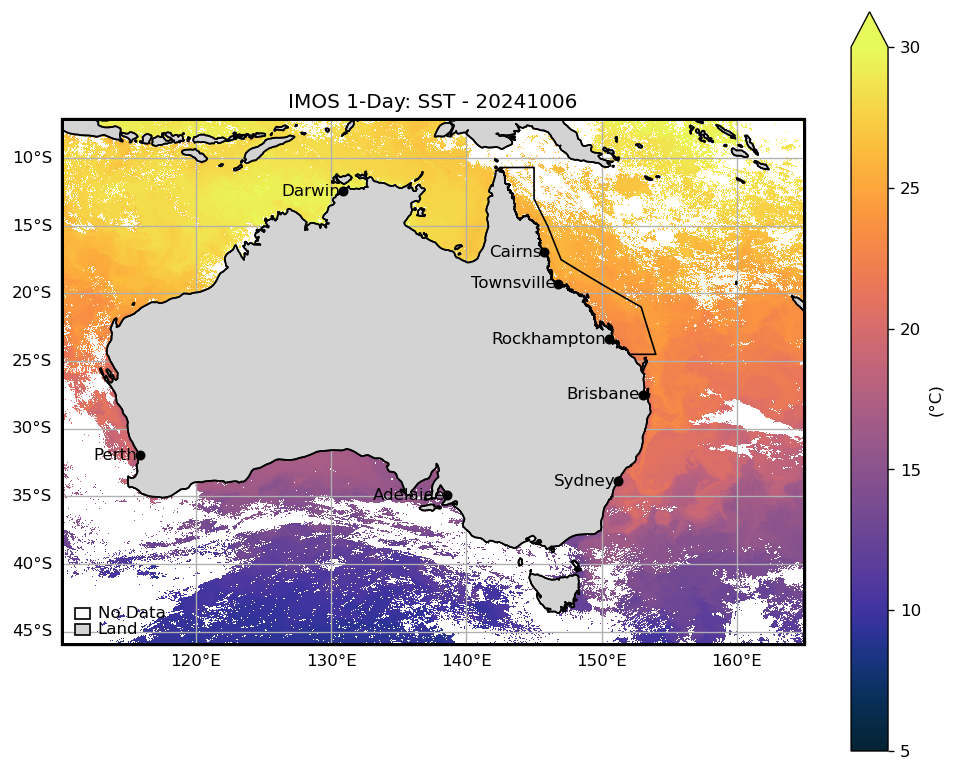 IMOS 1-Day: SST - 20241006
30
10°S
25
Darwin
15°S
Cairns
Townsville
20°S
20
Rockhampton
25°S
Brisbane
(°C)
30°S
Perth
15
Sydney
35°S
Adelaide
40°S
10
No Data
Land
45°S
120°E 130°E 140°E 150°E 160°E
5